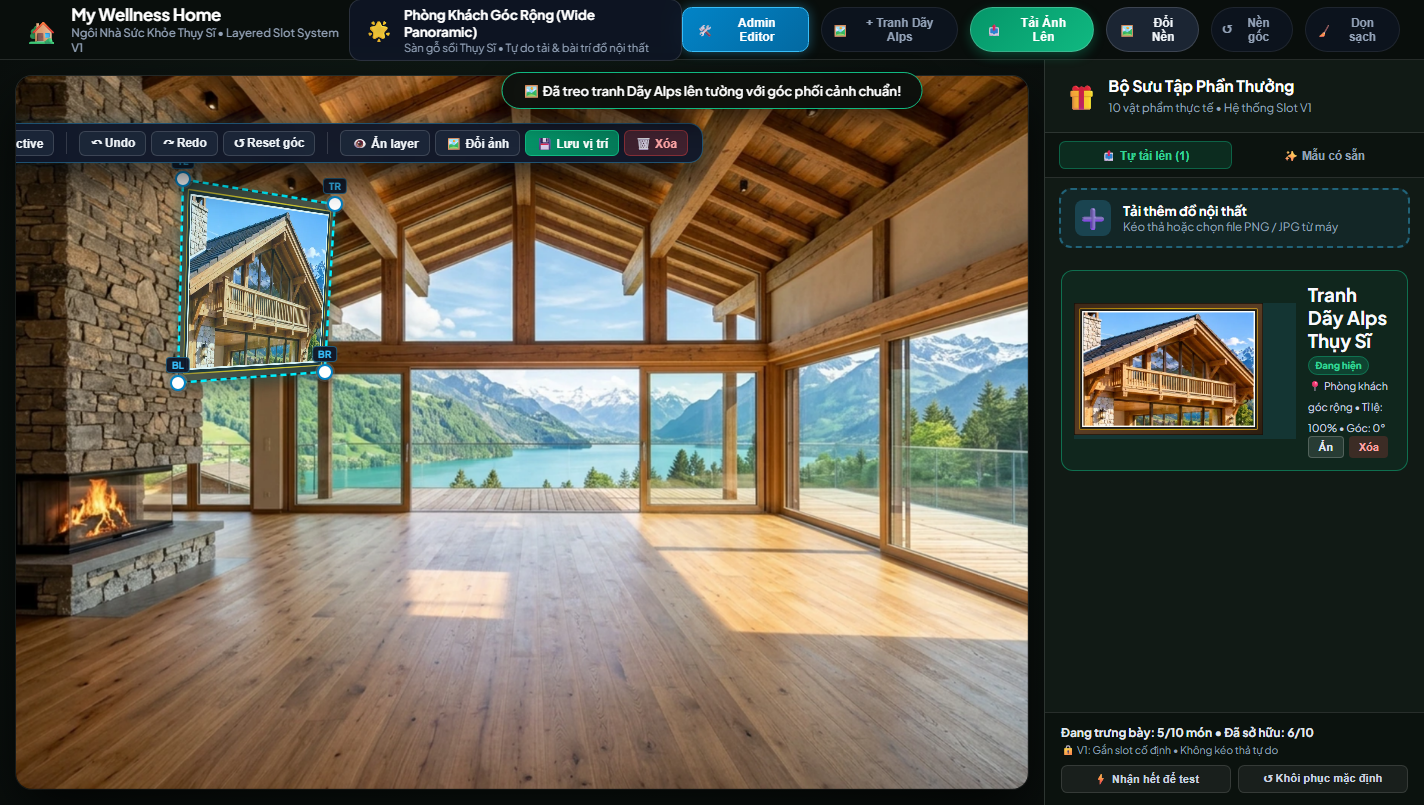 My Wellness Home
Ngôi Nhà Sức Khỏe Thụy Sĩ • Layered Slot System
V1
Phòng Khách Góc Rộng (Wide
Panoramic)
Sàn gỗ sồi Thụy Sĩ • Tự do tải & bài trí đồ nội thất
Admin
Editor
+ Tranh Dãy
Alps
Tải Ảnh
Lên
Đổi
Nền
↺ Nền
gốc
Dọn
sạch
Đã treo tranh Dãy Alps lên tường với góc phối cảnh chuẩn!
ctive
↶ Undo
↷ Redo
↺ Reset góc
Ẩn layer
Đổi ảnh
Lưu vị trí
Xóa
TR
BL
BR
Bộ Sưu Tập Phần Thưởng
10 vật phẩm thực tế • Hệ thống Slot V1
Tự tải lên (1)
Mẫu có sẵn
Tải thêm đồ nội thất
Kéo thả hoặc chọn file PNG / JPG từ máy
Tranh
Dãy Alps
Thụy Sĩ
Đang hiện
Phòng khách
góc rộng • Tỉ lệ:
100% • Góc: 0°
Ẩn
Xóa
Đang trưng bày: 5/10 món • Đã sở hữu: 6/10
V1: Gắn slot cố định • Không kéo thả tự do
Nhận hết để test
↺ Khôi phục mặc định